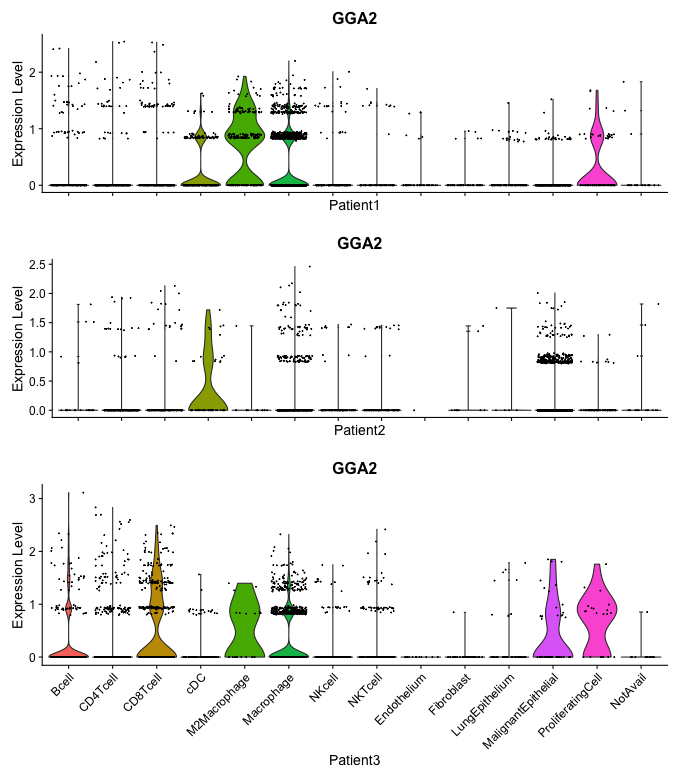 GGA2
Expression Level
2
1
0
Patient1
GGA2
Expression Level
2.5
2.0
1.5
1.0
0.5
0.0
Patient2
GGA2
Expression Level
3
2
1
0
Bcell
CD4Tcell
CD8Tcell
cDC
M2Macrophage
Macrophage
NKcell
NKTcell
Endothelium
Fibroblast
LungEpithelium
MalignantEpithelial
ProliferatingCell
NotAvail
Patient3